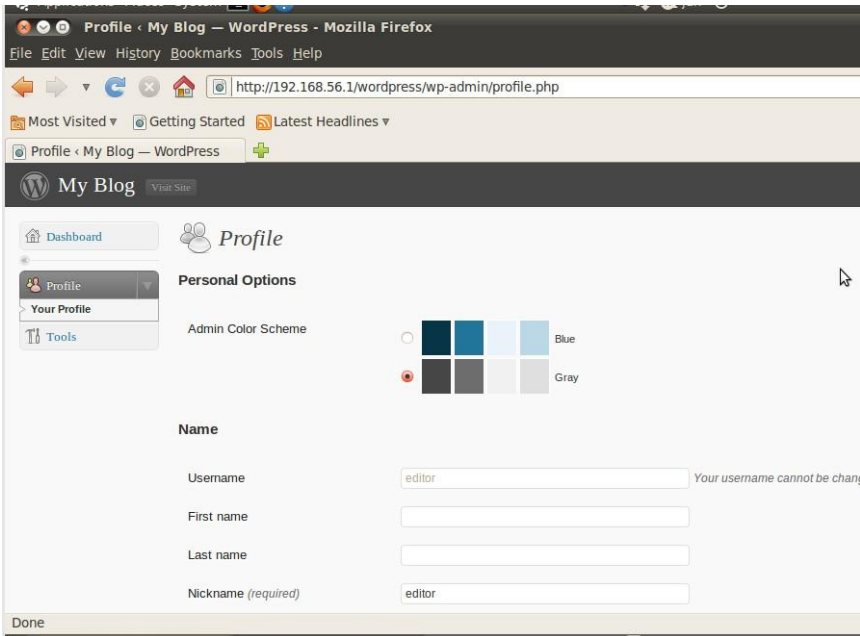 Profile ‹ My Blog — WordPress - Mozilla Firefox
File Edit View History Bookmarks Tools Help
http://192.168.56.1/wordpress/wp-admin/profile.php
Most Visited Getting Started Latest Headlines
Profile ‹ My Blog — WordPress
My Blog Visit Site
Dashboard
Profile
Personal Options
Profile
Your Profile
Tools
Admin Color Scheme
Blue
Gray
Name
Username editor Your username cannot be chang
First name
Last name
Nickname (required) editor
Done